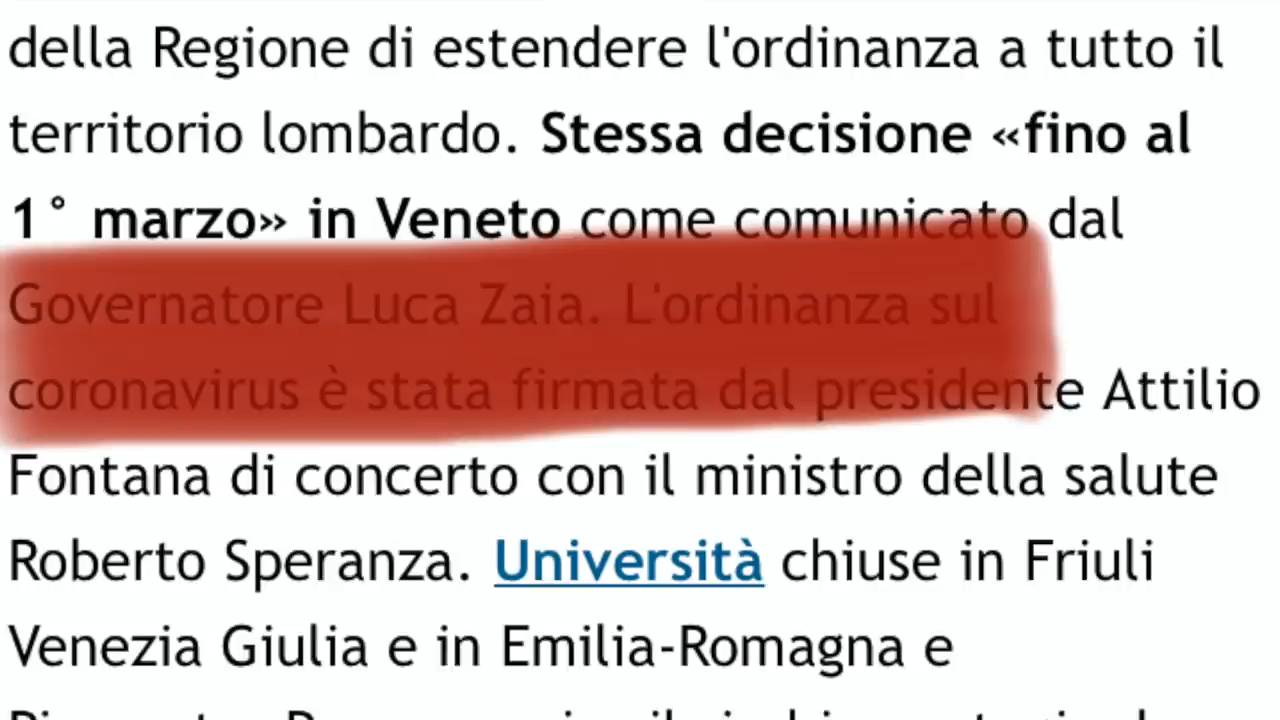 della Regione di estendere l'ordinanza a tutto il
territorio lombardo. Stessa decisione «fino al
1° marzo» in Veneto come comunicato dal
Governatore Luca Zaia. L'ordinanza sul
coronavirus è stata firmata dal presidente Attilio
Fontana di concerto con il ministro della salute
Roberto Speranza. Università chiuse in Friuli
Venezia Giulia e in Emilia-Romagna e